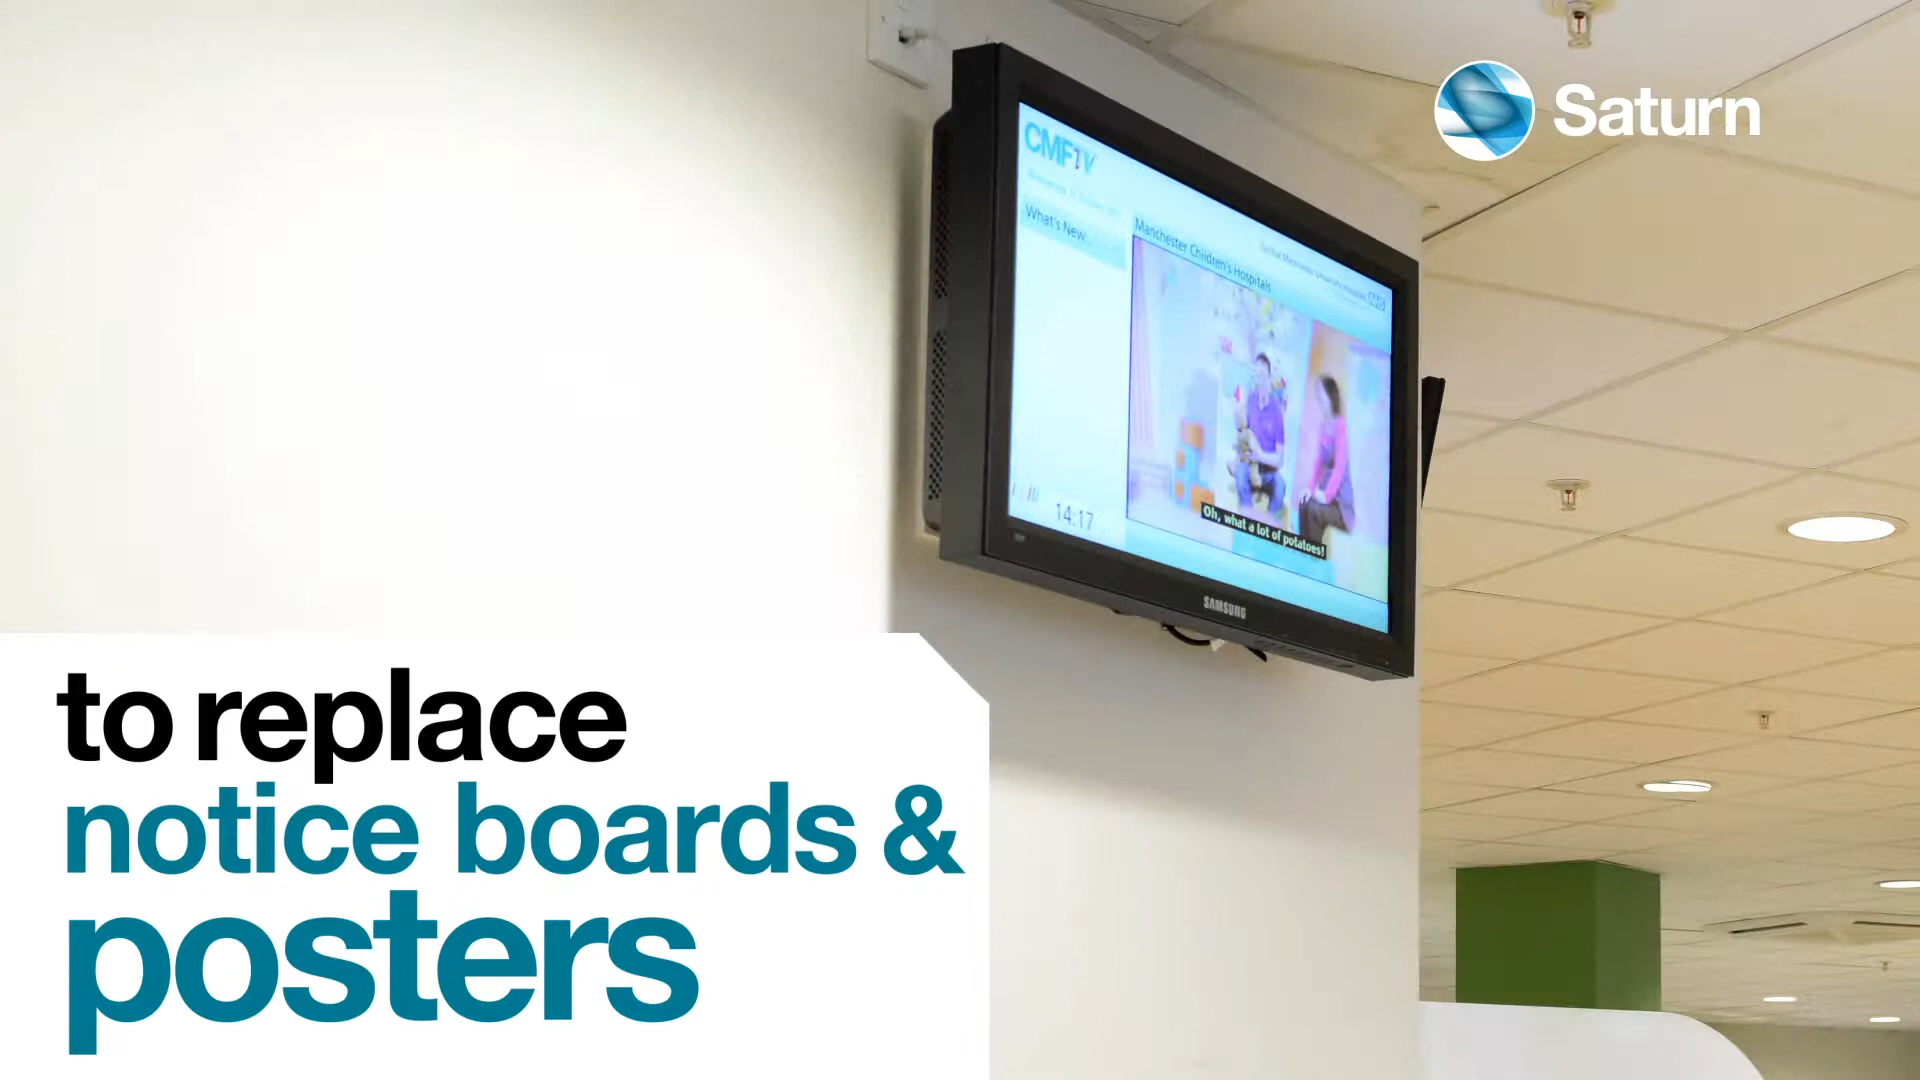 Saturn
CMFTV
What's New...
Manchester Children's Hospitals
14:17
Oh, what a lot of potatoes!
SAMSUNG
to replace
notice boards &
posters